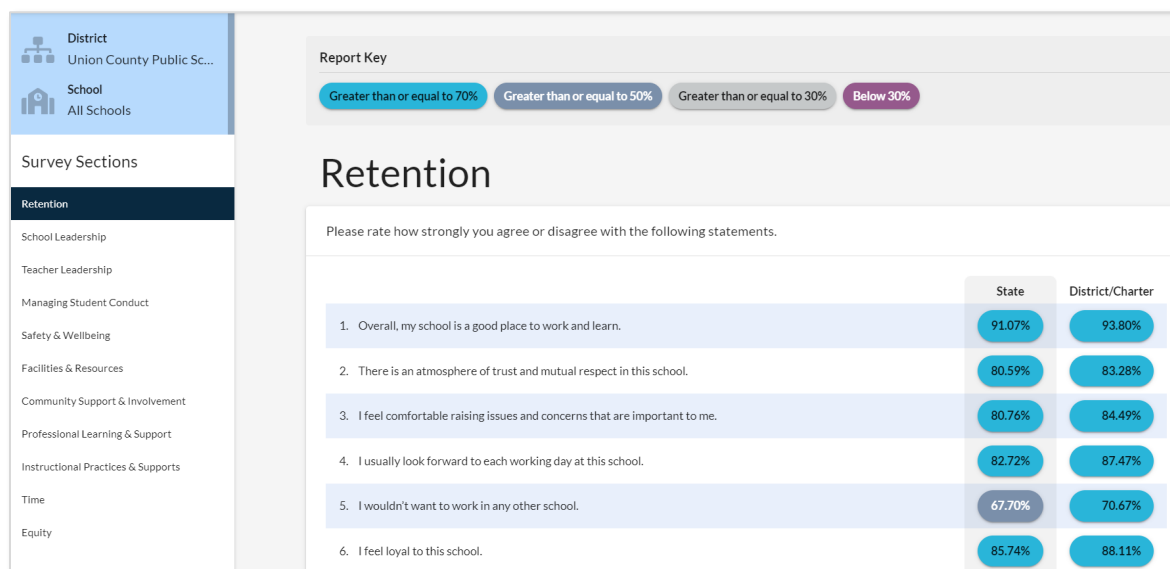 District
Union County Public Sc...
School
All Schools
Survey Sections
Retention
School Leadership
Teacher Leadership
Managing Student Conduct
Safety & Wellbeing
Facilities & Resources
Community Support & Involvement
Professional Learning & Support
Instructional Practices & Supports
Time
Equity
Report Key
Greater than or equal to 70% Greater than or equal to 50% Greater than or equal to 30% Below 30%
Retention
Please rate how strongly you agree or disagree with the following statements.
State District/Charter
1. Overall, my school is a good place to work and learn. 91.07% 93.80%
2. There is an atmosphere of trust and mutual respect in this school. 80.59% 83.28%
3. I feel comfortable raising issues and concerns that are important to me. 80.76% 84.49%
4. I usually look forward to each working day at this school. 82.72% 87.47%
5. I wouldn't want to work in any other school. 67.70% 70.67%
6. I feel loyal to this school. 85.74% 88.11%